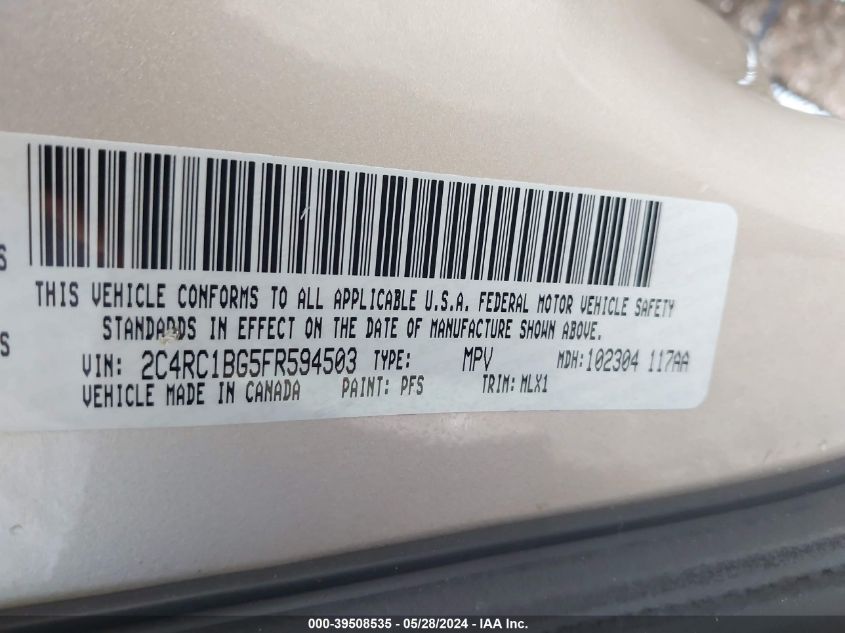 S
S
THIS VEHICLE CONFORMS TO ALL APPLICABLE U.S.A. FEDERAL MOTOR VEHICLE SAFETY
STANDARDS IN EFFECT ON THE DATE OF MANUFACTURE SHOWN ABOVE.
VIN: 2C4RC1BG5FR594503 TYPE: MPV MDH: 102304 117AA
VEHICLE MADE IN CANADA PAINT: PFS TRIM: MLX1
000-39508535 - 05/28/2024 - IAA Inc.